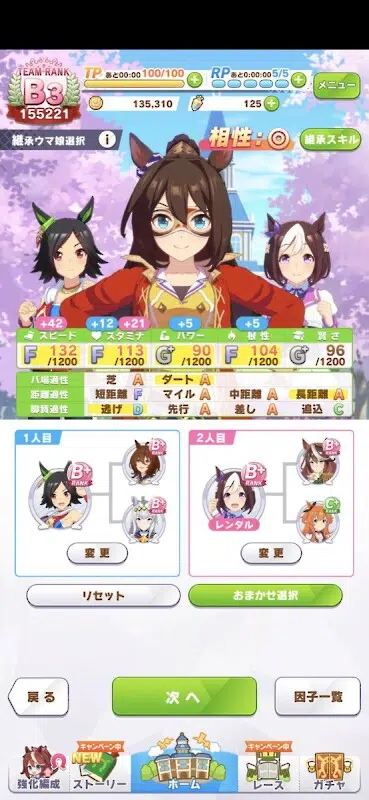 TEAM RANK
B3
155221
TP あと00:00 100/100
RP あと0:00:00 5/5
メニュー
135,310
125
継承ウマ娘選択
i
相性:◎
継承スキル
+42 +12 +21 +5 +5
スピード スタミナ パワー 根性 賢さ
F 132/1200 F 113/1200 G+ 90/1200 F 104/1200 G+ 96/1200
バ場適性 芝 A ダート A
距離適性 短距離 F マイル A 中距離 A 長距離 A
脚質適性 逃げ D 先行 A 差し A 追込 C
1人目
B+ RANK
B+ RANK
B+ RANK
変更
2人目
B+ RANK
B+ RANK
C+ RANK
レンタル
変更
リセット
おまかせ選択
戻る
次へ
因子一覧
強化編成
NEW
ストーリー
ホーム
キャンペーン中
レース
キャンペーン中
ガチャ